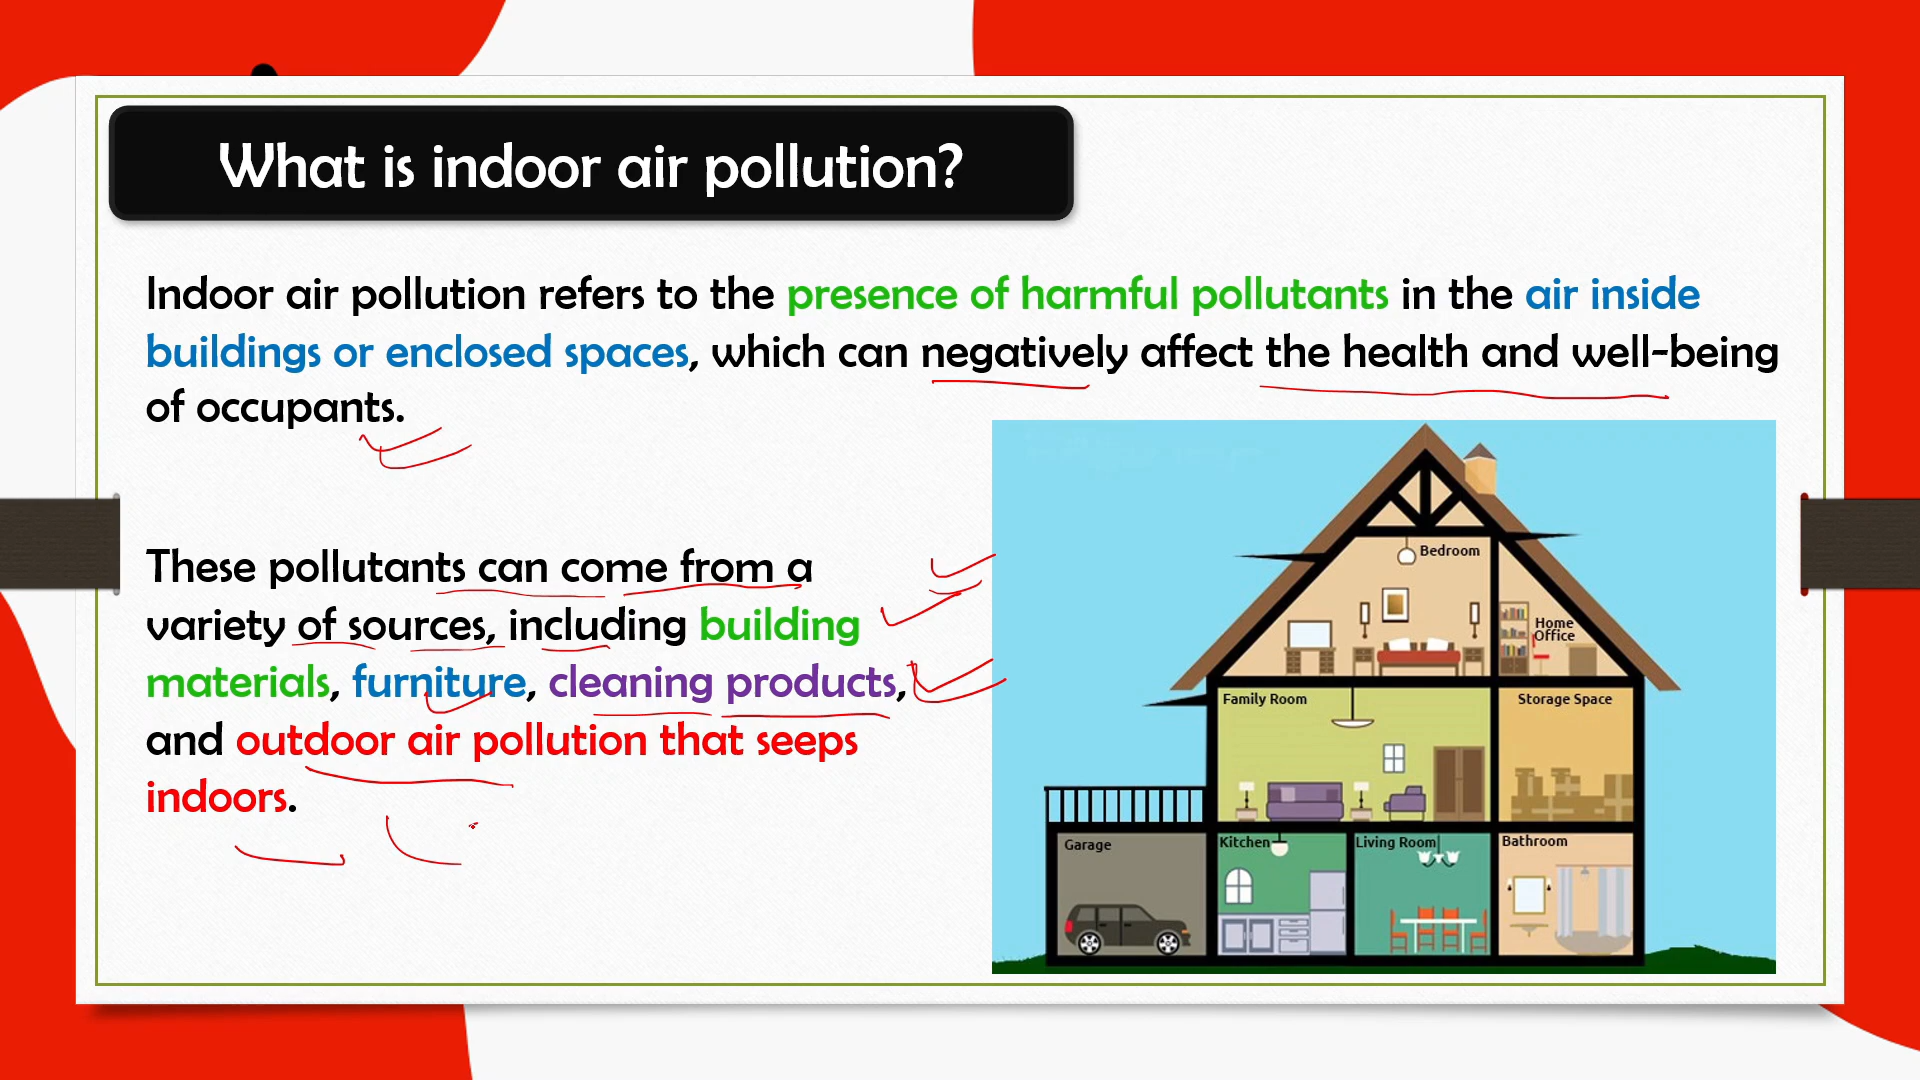 What is indoor air pollution?
Indoor air pollution refers to the presence of harmful pollutants in the air inside
buildings or enclosed spaces, which can negatively affect the health and well-being
of occupants.
These pollutants can come from a
variety of sources, including building
materials, furniture, cleaning products,
and outdoor air pollution that seeps
indoors.
Bedroom
Home
Office
Family Room
Storage Space
Garage
Kitchen
Living Room
Bathroom